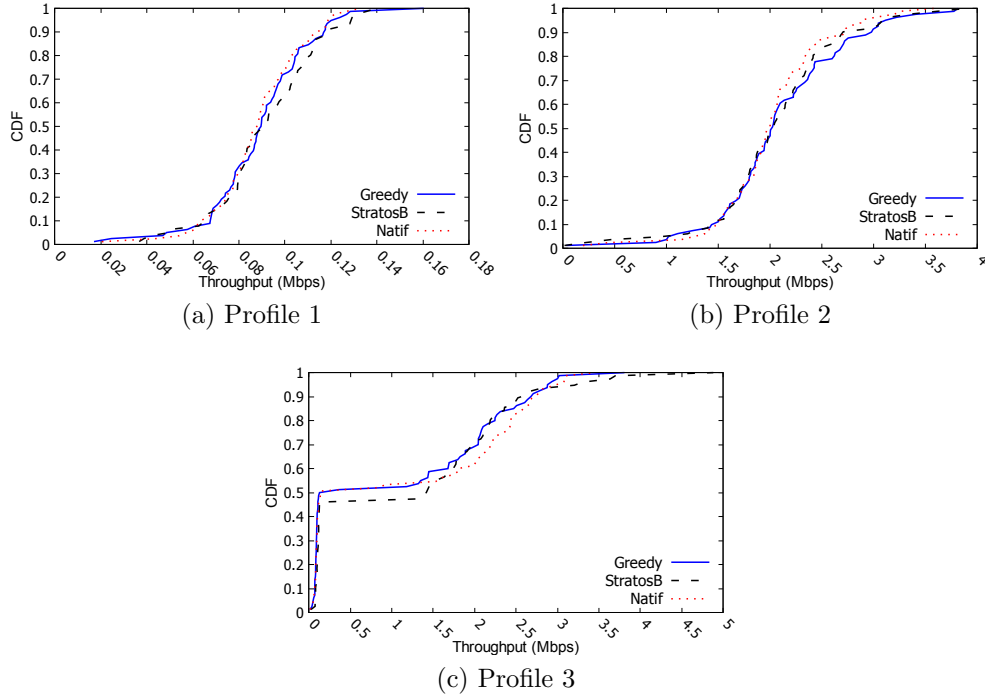 1
0.9
0.8
0.7
0.6
0.5
0.4
0.3
0.2
0.1
0
CDF
Greedy
StratosB
Natif
0 0.02 0.04 0.06 0.08 0.1 0.12 0.14 0.16 0.18
Throughput (Mbps)
(a) Profile 1
1
0.9
0.8
0.7
0.6
0.5
0.4
0.3
0.2
0.1
0
CDF
Greedy
StratosB
Natif
0 0.5 1 1.5 2 2.5 3 3.5 4
Throughput (Mbps)
(b) Profile 2
1
0.9
0.8
0.7
0.6
0.5
0.4
0.3
0.2
0.1
0
CDF
Greedy
StratosB
Natif
0 0.5 1 1.5 2 2.5 3 3.5 4 4.5 5
Throughput (Mbps)
(c) Profile 3